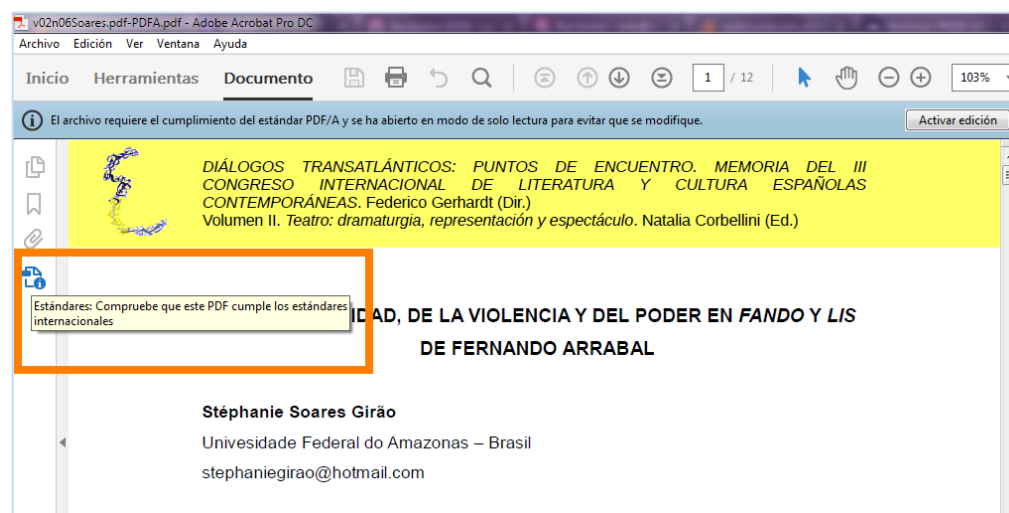 v02n06Soares.pdf-PDFA.pdf - Adobe Acrobat Pro DC
Archivo Edición Ver Ventana Ayuda
Inicio Herramientas Documento 1 / 12 103%
El archivo requiere el cumplimiento del estándar PDF/A y se ha abierto en modo de solo lectura para evitar que se modifique. Activar edición
DIÁLOGOS TRANSATLÁNTICOS: PUNTOS DE ENCUENTRO. MEMORIA DEL III
CONGRESO INTERNACIONAL DE LITERATURA Y CULTURA ESPAÑOLAS
CONTEMPORÁNEAS. Federico Gerhardt (Dir.)
Volumen II. Teatro: dramaturgia, representación y espectáculo. Natalia Corbellini (Ed.)
Estándares: Compruebe que este PDF cumple los estándares
internacionales
DAD, DE LA VIOLENCIA Y DEL PODER EN FANDO Y LIS
DE FERNANDO ARRABAL
Stéphanie Soares Girão
Univesidade Federal do Amazonas – Brasil
stephaniegirao@hotmail.com